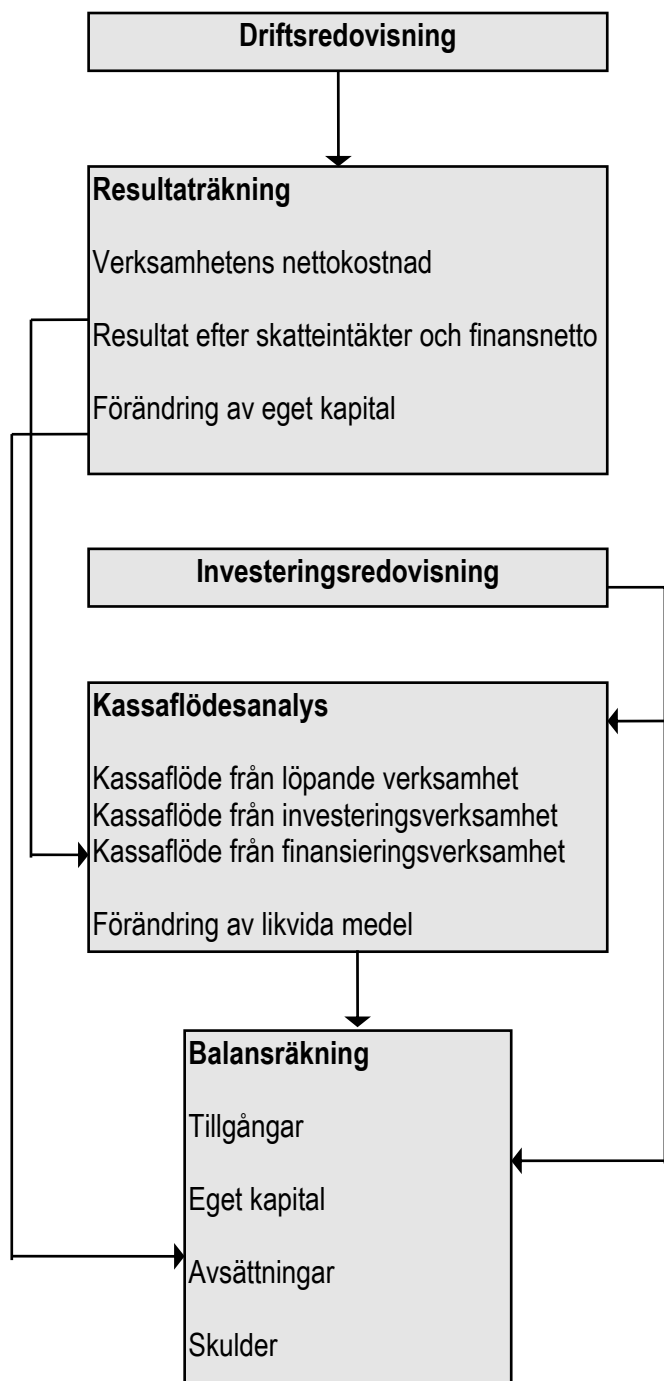 Driftsredovisning
Resultaträkning
Verksamhetens nettokostnad
Resultat efter skatteintäkter och finansnetto
Förändring av eget kapital
Investeringsredovisning
Kassaflödesanalys
Kassaflöde från löpande verksamhet
Kassaflöde från investeringsverksamhet
Kassaflöde från finansieringsverksamhet
Förändring av likvida medel
Balansräkning
Tillgångar
Eget kapital
Avsättningar
Skulder